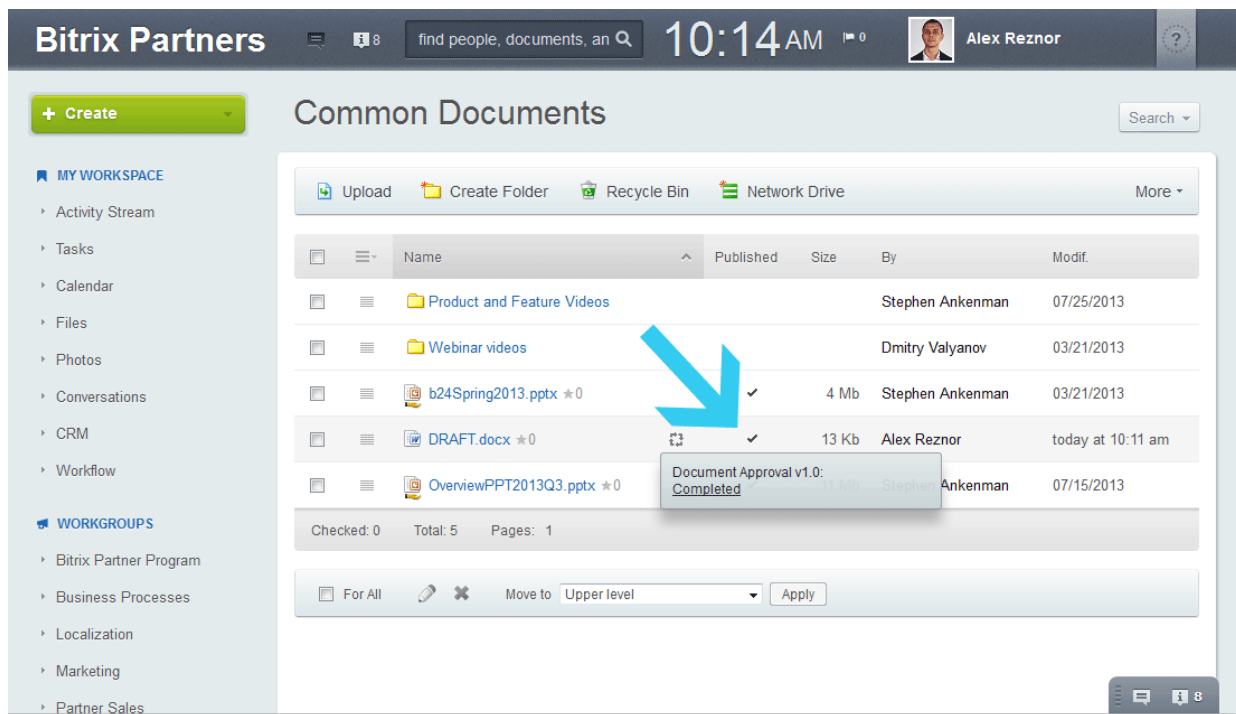 Bitrix Partners 8 find people, documents, an 10:14 AM 0 Alex Reznor ?
+ Create
Common Documents
Search
MY WORKSPACE
Activity Stream
Tasks
Calendar
Files
Photos
Conversations
CRM
Workflow
WORKGROUPS
Bitrix Partner Program
Business Processes
Localization
Marketing
Partner Sales
Upload Create Folder Recycle Bin Network Drive More
Name Published Size By Modif.
Product and Feature Videos Stephen Ankenman 07/25/2013
Webinar videos Dmitry Valyanov 03/21/2013
b24Spring2013.pptx ★0 4 Mb Stephen Ankenman 03/21/2013
DRAFT.docx ★0 13 Kb Alex Reznor today at 10:11 am
Document Approval v1.0:
Completed
OverviewPPT2013Q3.pptx ★0 11 Mb Stephen Ankenman 07/15/2013
Checked: 0 Total: 5 Pages: 1
For All Move to Upper level Apply
8